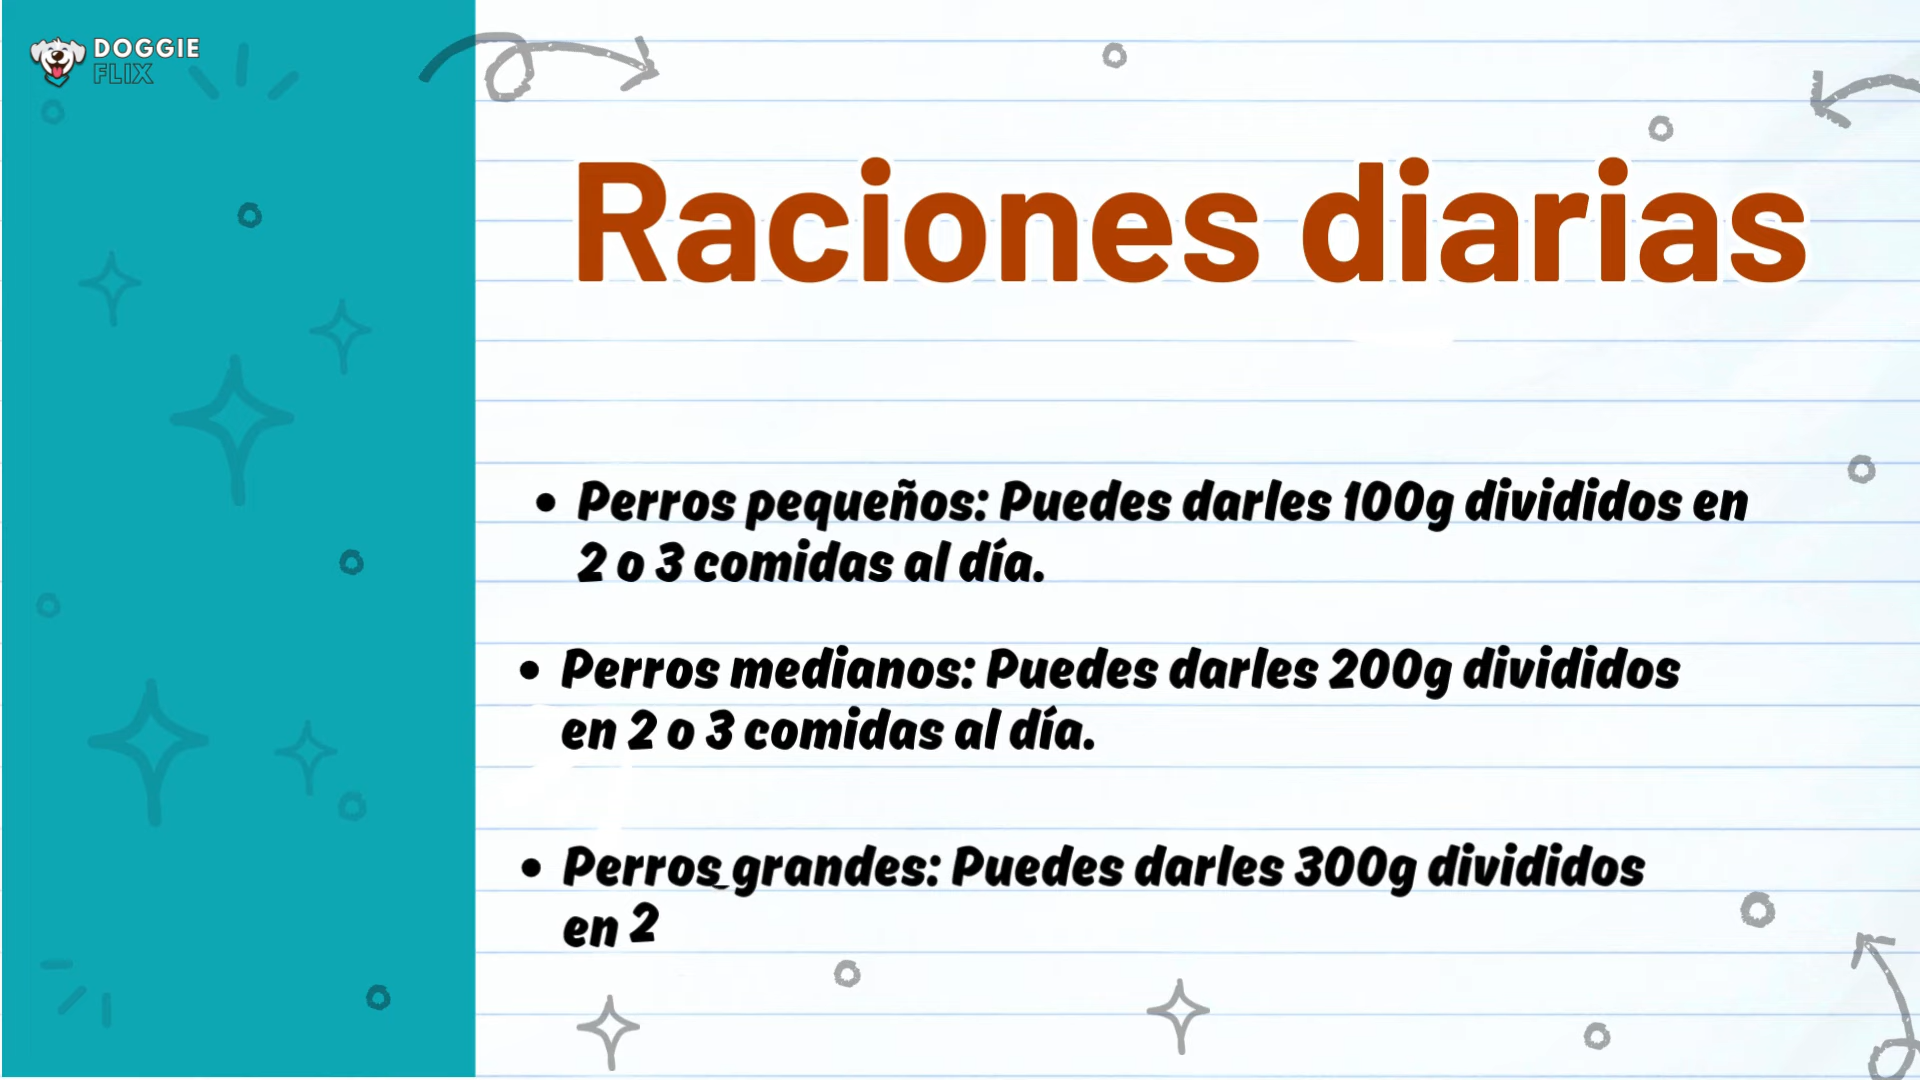 DOGGIE
FLIX
Raciones diarias
• Perros pequeños: Puedes darles 100g divididos en
2 o 3 comidas al día.
• Perros medianos: Puedes darles 200g divididos
en 2 o 3 comidas al día.
• Perros grandes: Puedes darles 300g divididos
en 2